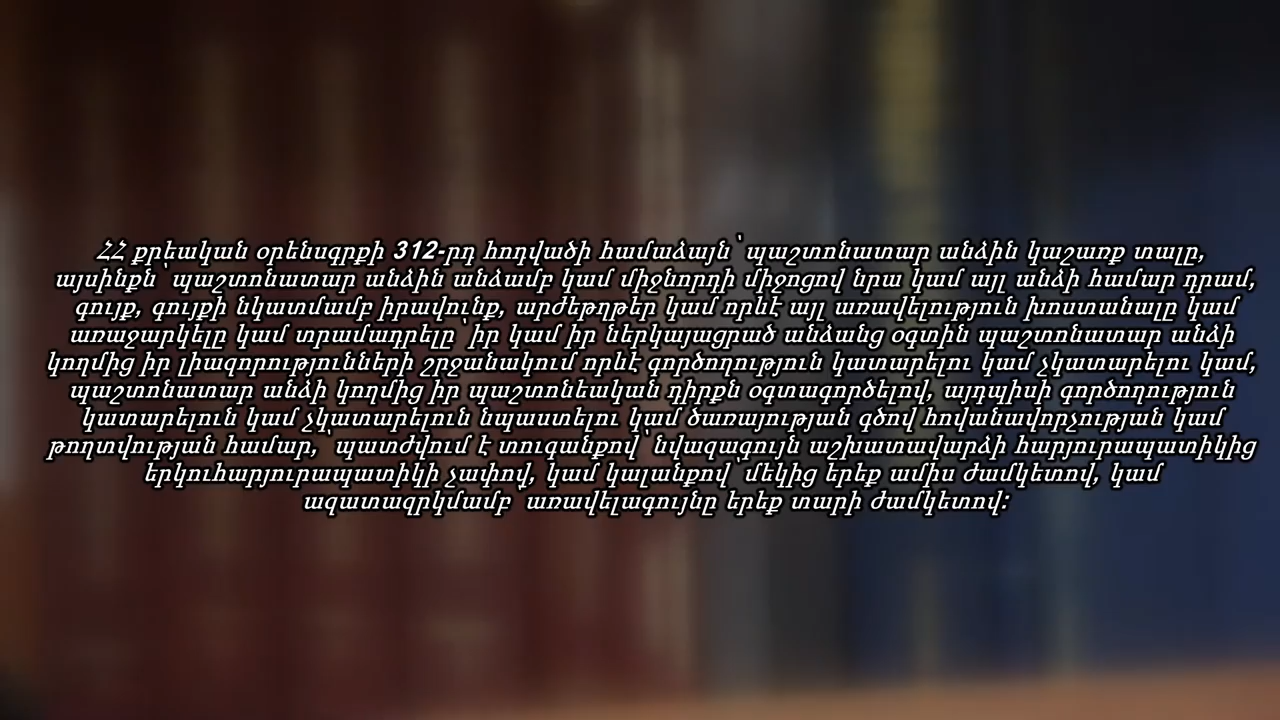 ՀՀ քրեական օրենսգրքի 312-րդ հոդվածի համաձայն՝ պաշտոնատար անձին կաշառք տալը,
այսինքն՝ պաշտոնատար անձին անձամբ կամ միջնորդի միջոցով նրա կամ այլ անձի համար դրամ,
գույք, գույքի նկատմամբ իրավունք, արժեթղթեր կամ որևէ այլ առավելություն խոստանալը կամ
առաջարկելը կամ տրամադրելը՝ իր կամ իր ներկայացրած անձանց օգտին պաշտոնատար անձի
կողմից իր լիազորությունների շրջանակում որևէ գործողություն կատարելու կամ չկատարելու կամ,
պաշտոնատար անձի կողմից իր պաշտոնեական դիրքն օգտագործելով, այդպիսի գործողություն
կատարելուն կամ չկատարելուն նպաստելու կամ ծառայության գծով հովանավորչության կամ
թողտվության համար,՝ պատժվում է տուգանքով՝ նվազագույն աշխատավարձի հարյուրապատիկից
երկուհարյուրապատիկի չափով, կամ կալանքով՝ մեկից երեք ամիս ժամկետով, կամ
ազատազրկմամբ՝ առավելագույնը երեք տարի ժամկետով: